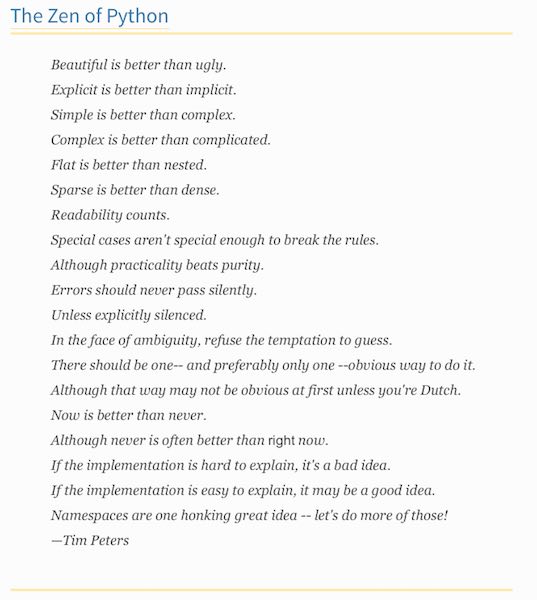 The Zen of Python
Beautiful is better than ugly.
Explicit is better than implicit.
Simple is better than complex.
Complex is better than complicated.
Flat is better than nested.
Sparse is better than dense.
Readability counts.
Special cases aren't special enough to break the rules.
Although practicality beats purity.
Errors should never pass silently.
Unless explicitly silenced.
In the face of ambiguity, refuse the temptation to guess.
There should be one-- and preferably only one --obvious way to do it.
Although that way may not be obvious at first unless you're Dutch.
Now is better than never.
Although never is often better than right now.
If the implementation is hard to explain, it's a bad idea.
If the implementation is easy to explain, it may be a good idea.
Namespaces are one honking great idea -- let's do more of those!
—Tim Peters